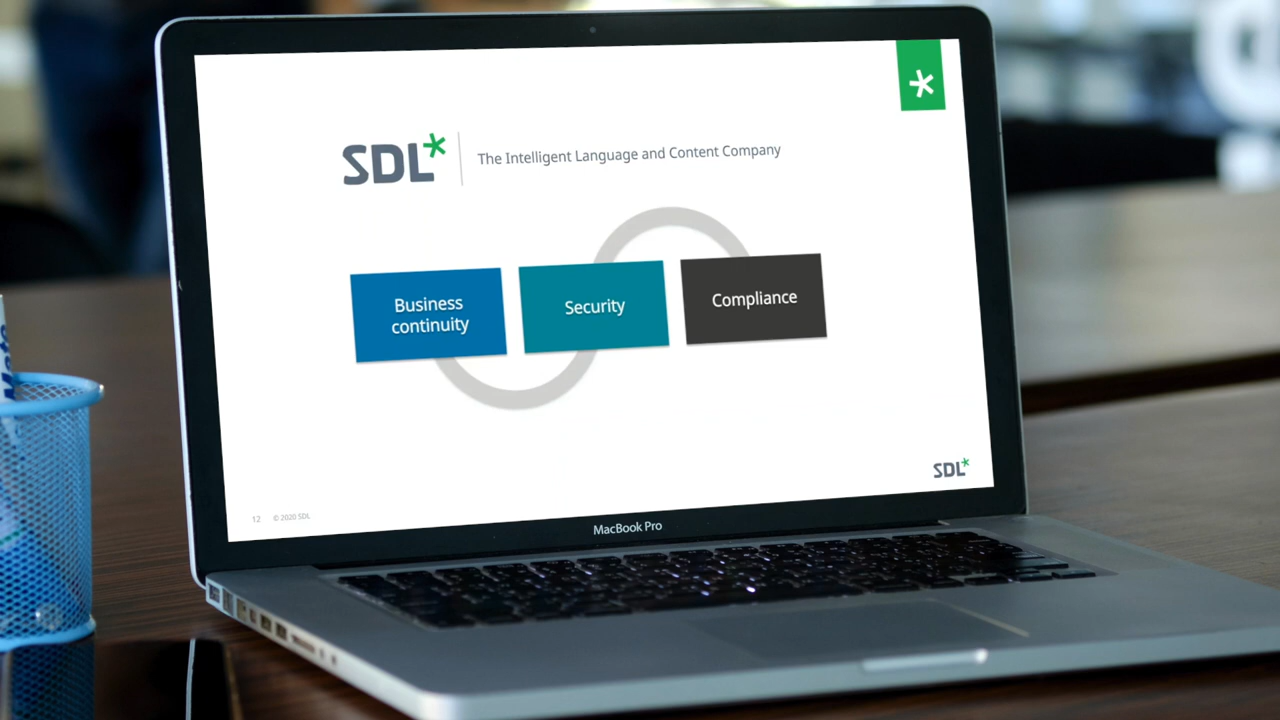 SDL*
The Intelligent Language and Content Company
Business
continuity
Security
Compliance
SDL*
12 © 2020 SDL
MacBook Pro